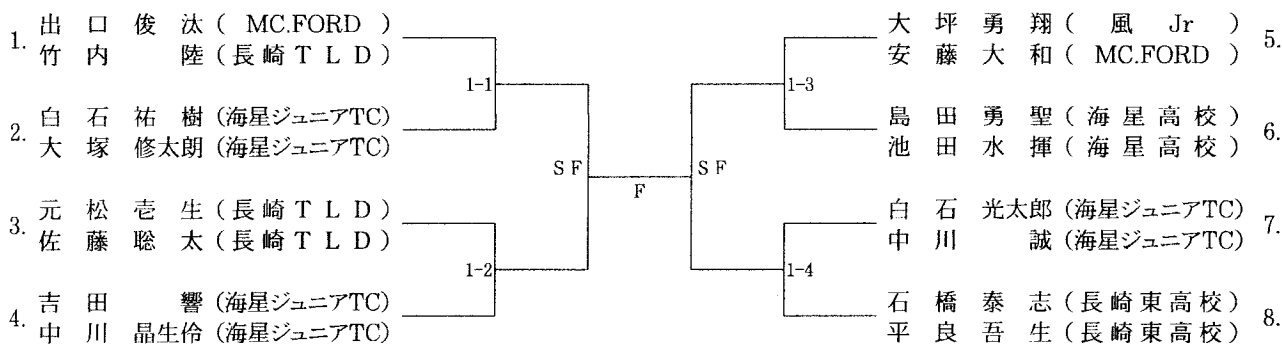 1. 出口俊汰 (MC.FORD)
竹内陸 (長崎TLD)
1-1
2. 白石祐樹 (海星ジュニアTC)
大塚修太朗 (海星ジュニアTC)
SF
3. 元松壱生 (長崎TLD)
佐藤聡太 (長崎TLD)
1-2
4. 吉田響 (海星ジュニアTC)
中川晶生伶 (海星ジュニアTC)
F
大坪勇翔 (風Jr) 5.
安藤大和 (MC.FORD)
1-3
島田勇聖 (海星高校) 6.
池田水揮 (海星高校)
SF
白石光太郎 (海星ジュニアTC) 7.
中川誠 (海星ジュニアTC)
1-4
石橋泰志 (長崎東高校) 8.
平良吾生 (長崎東高校)